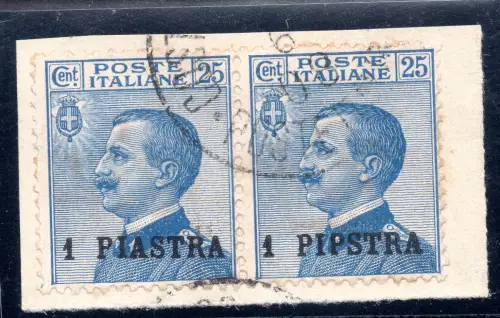 Cent. POSTE 25
ITALIANE
1 PIASTRA
Cent. POSTE 25
ITALIANE
1 PIPSTRA